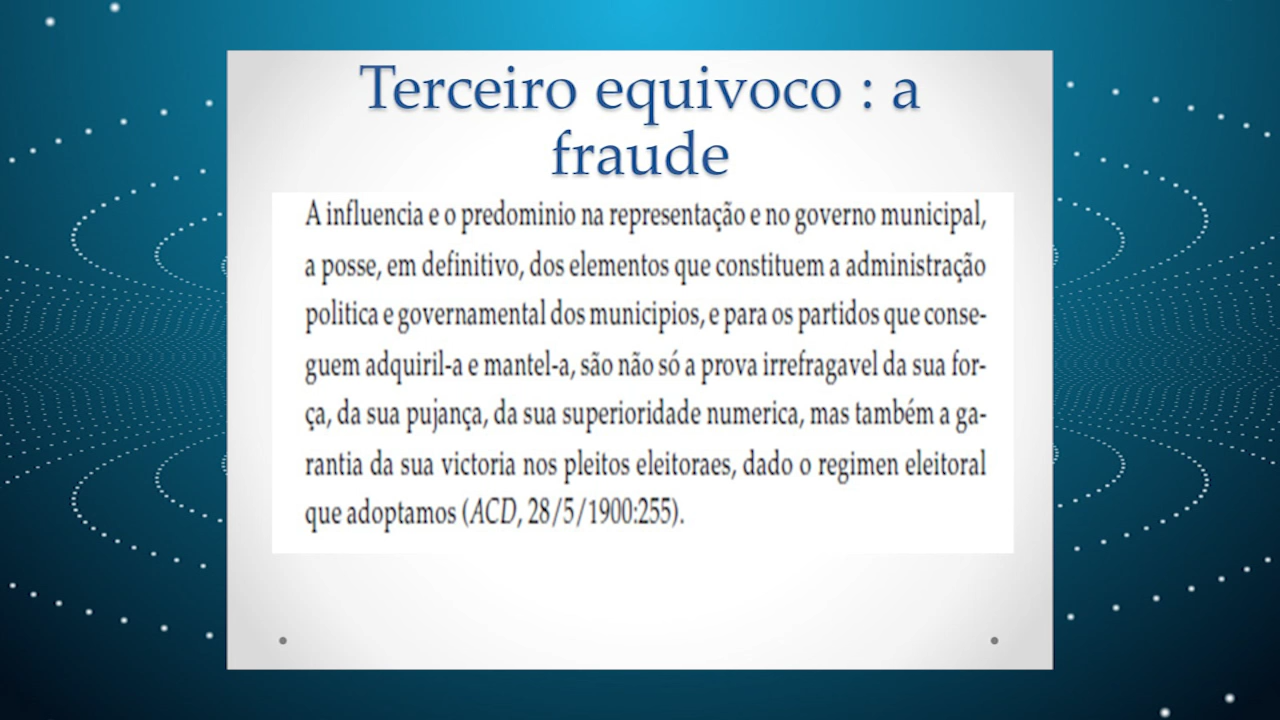 Terceiro equivoco : a
fraude
A influencia e o predominio na representação e no governo municipal,
a posse, em definitivo, dos elementos que constituem a administração
politica e governamental dos municipios, e para os partidos que conse-
guem adquiril-a e mantel-a, são não só a prova irrefragavel da sua for-
ça, da sua pujança, da sua superioridade numerica, mas também a ga-
rantia da sua victoria nos pleitos eleitoraes, dado o regimen eleitoral
que adoptamos (ACD, 28/5/1900:255).